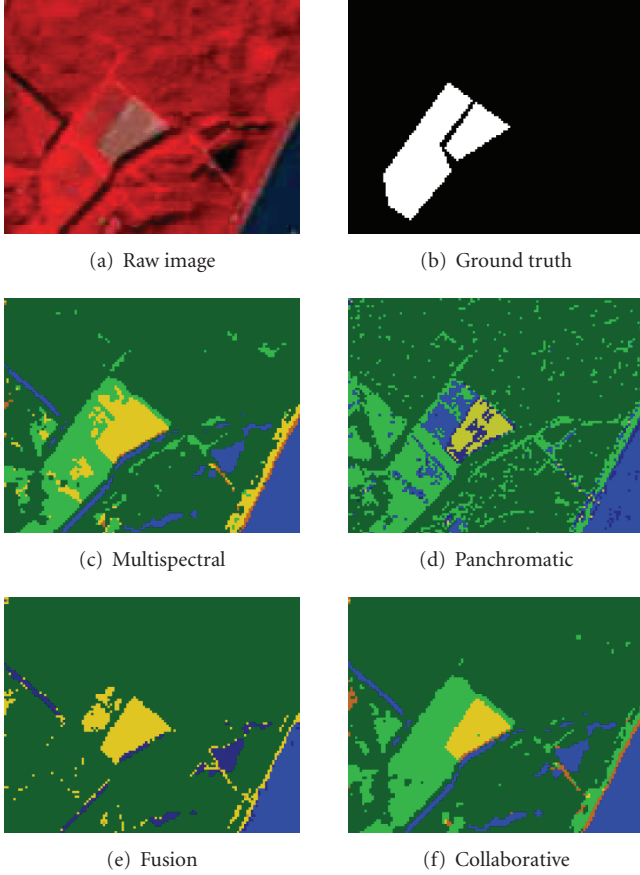 (a) Raw image
(b) Ground truth
(c) Multispectral
(d) Panchromatic
(e) Fusion
(f) Collaborative